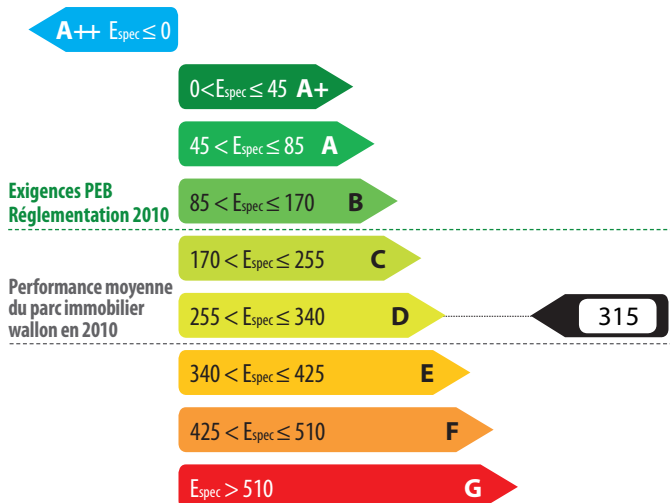 A++ Espec ≤ 0
0<Espec ≤ 45 A+
45 < Espec ≤ 85 A
Exigences PEB
Réglementation 2010
85 < Espec ≤ 170 B
170 < Espec ≤ 255 C
Performance moyenne
du parc immobilier
wallon en 2010
255 < Espec ≤ 340 D
315
340 < Espec ≤ 425 E
425 < Espec ≤ 510 F
Espec > 510 G